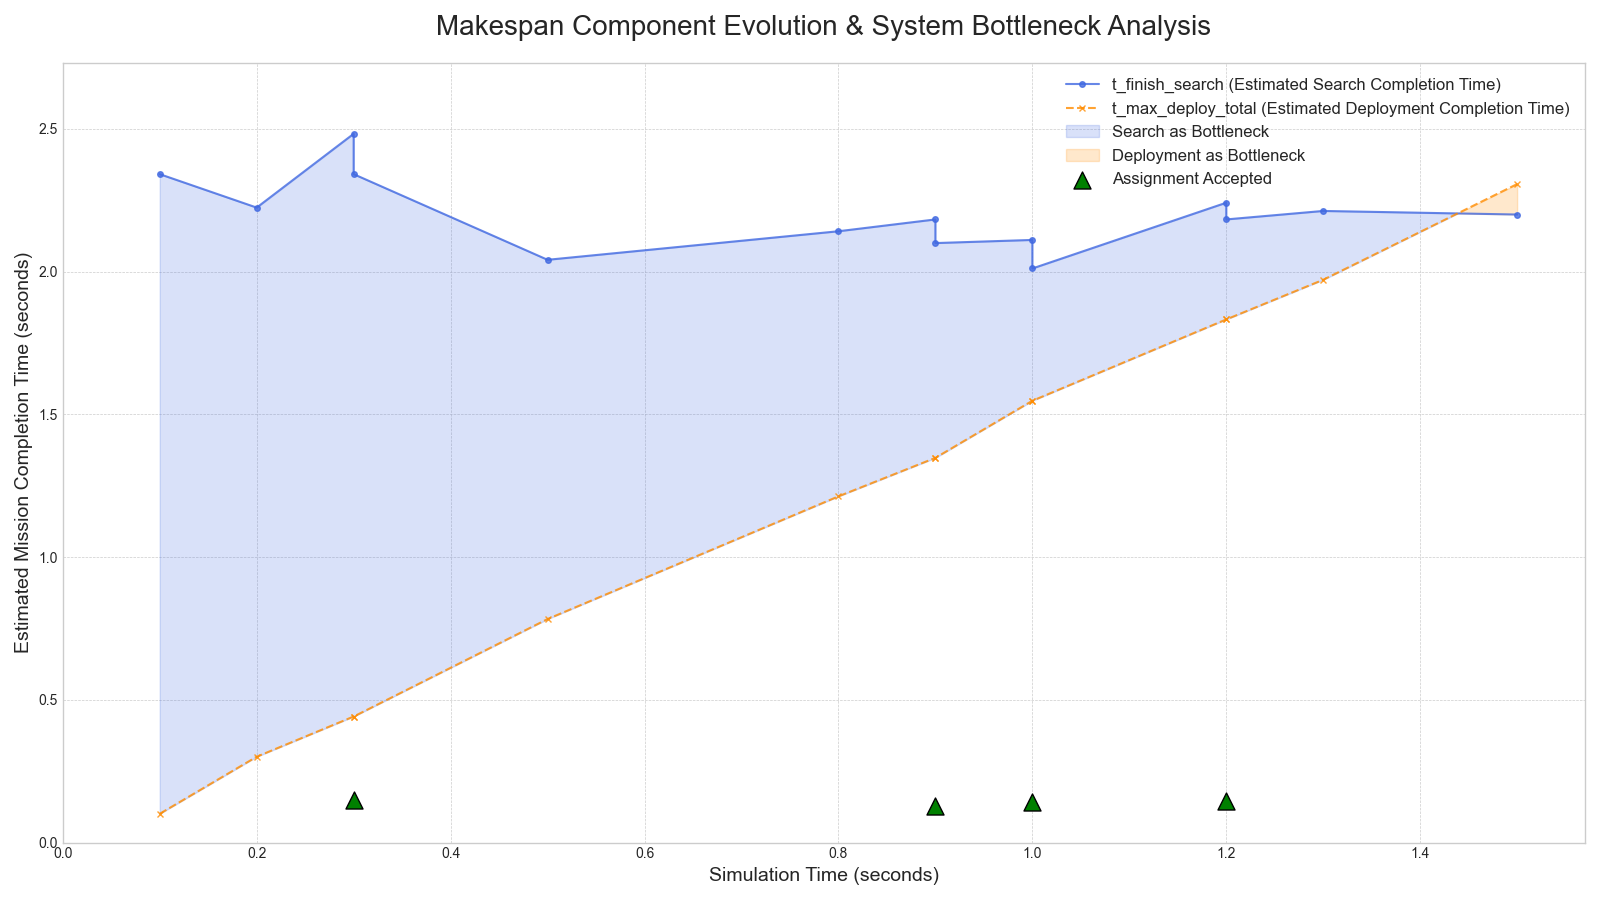 Makespan Component Evolution & System Bottleneck Analysis
t_finish_search (Estimated Search Completion Time)
t_max_deploy_total (Estimated Deployment Completion Time)
Search as Bottleneck
Deployment as Bottleneck
Assignment Accepted
Estimated Mission Completion Time (seconds)
2.5
2.0
1.5
1.0
0.5
0.0
0.0 0.2 0.4 0.6 0.8 1.0 1.2 1.4
Simulation Time (seconds)